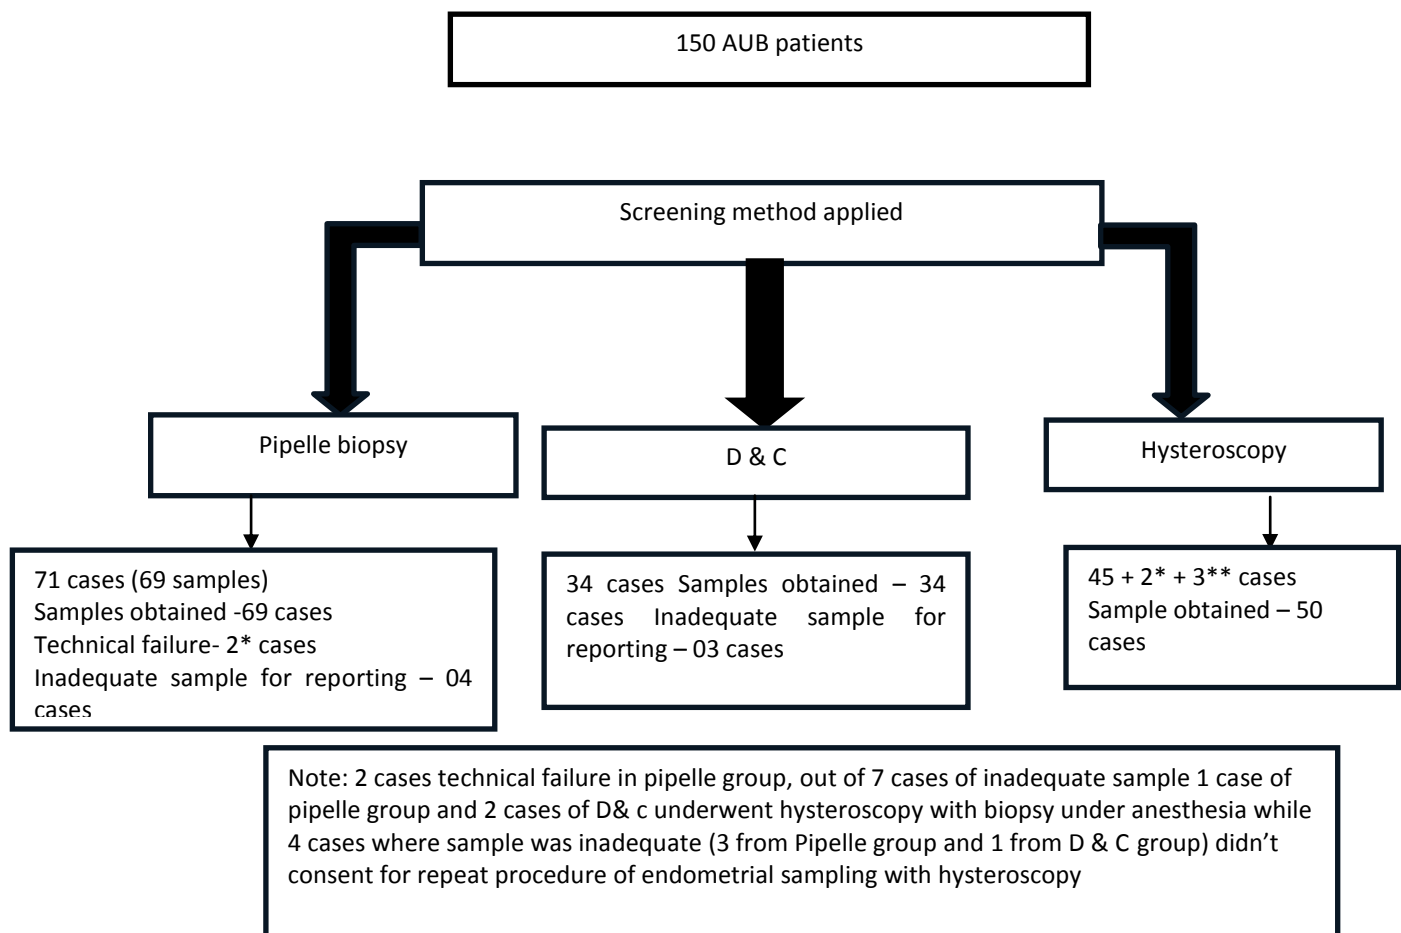 150 AUB patients
Screening method applied
Pipelle biopsy
D & C
Hysteroscopy
71 cases (69 samples)
Samples obtained -69 cases
Technical failure- 2* cases
Inadequate sample for reporting – 04
cases
34 cases Samples obtained – 34
cases Inadequate sample for
reporting – 03 cases
45 + 2* + 3** cases
Sample obtained – 50
cases
Note: 2 cases technical failure in pipelle group, out of 7 cases of inadequate sample 1 case of
pipelle group and 2 cases of D& c underwent hysteroscopy with biopsy under anesthesia while
4 cases where sample was inadequate (3 from Pipelle group and 1 from D & C group) didn’t
consent for repeat procedure of endometrial sampling with hysteroscopy